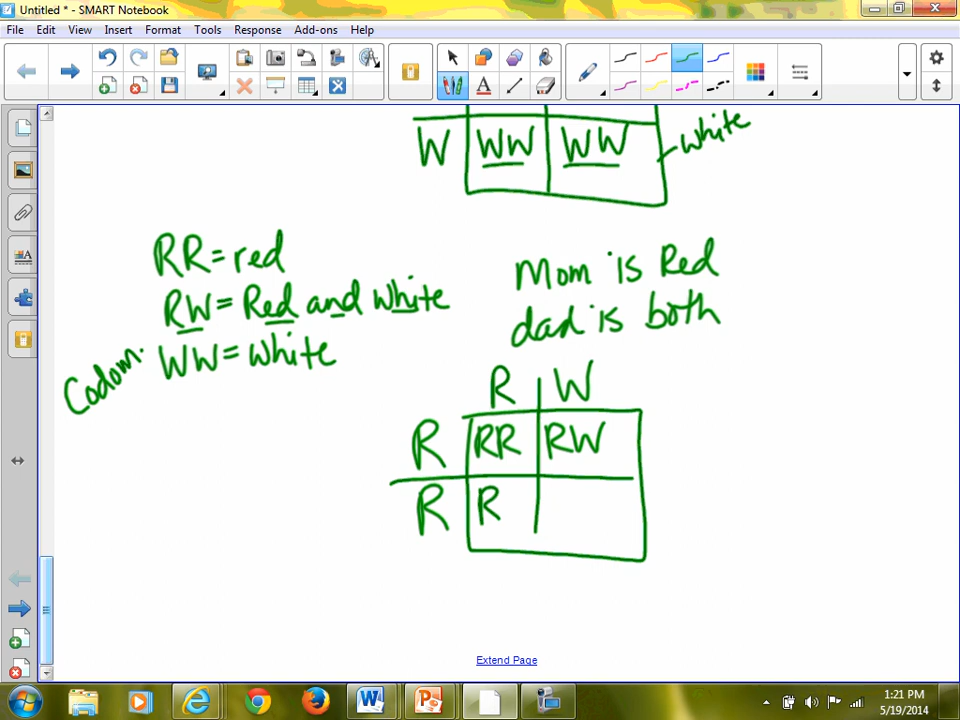 Untitled * - SMART Notebook
File Edit View Insert Format Tools Response Add-ons Help
W WW WW white
RR = red
RW = Red and white
Codom. WW = white
Mom is Red
dad is both
R W
R RR RW
R R
Extend Page
1:21 PM
5/19/2014